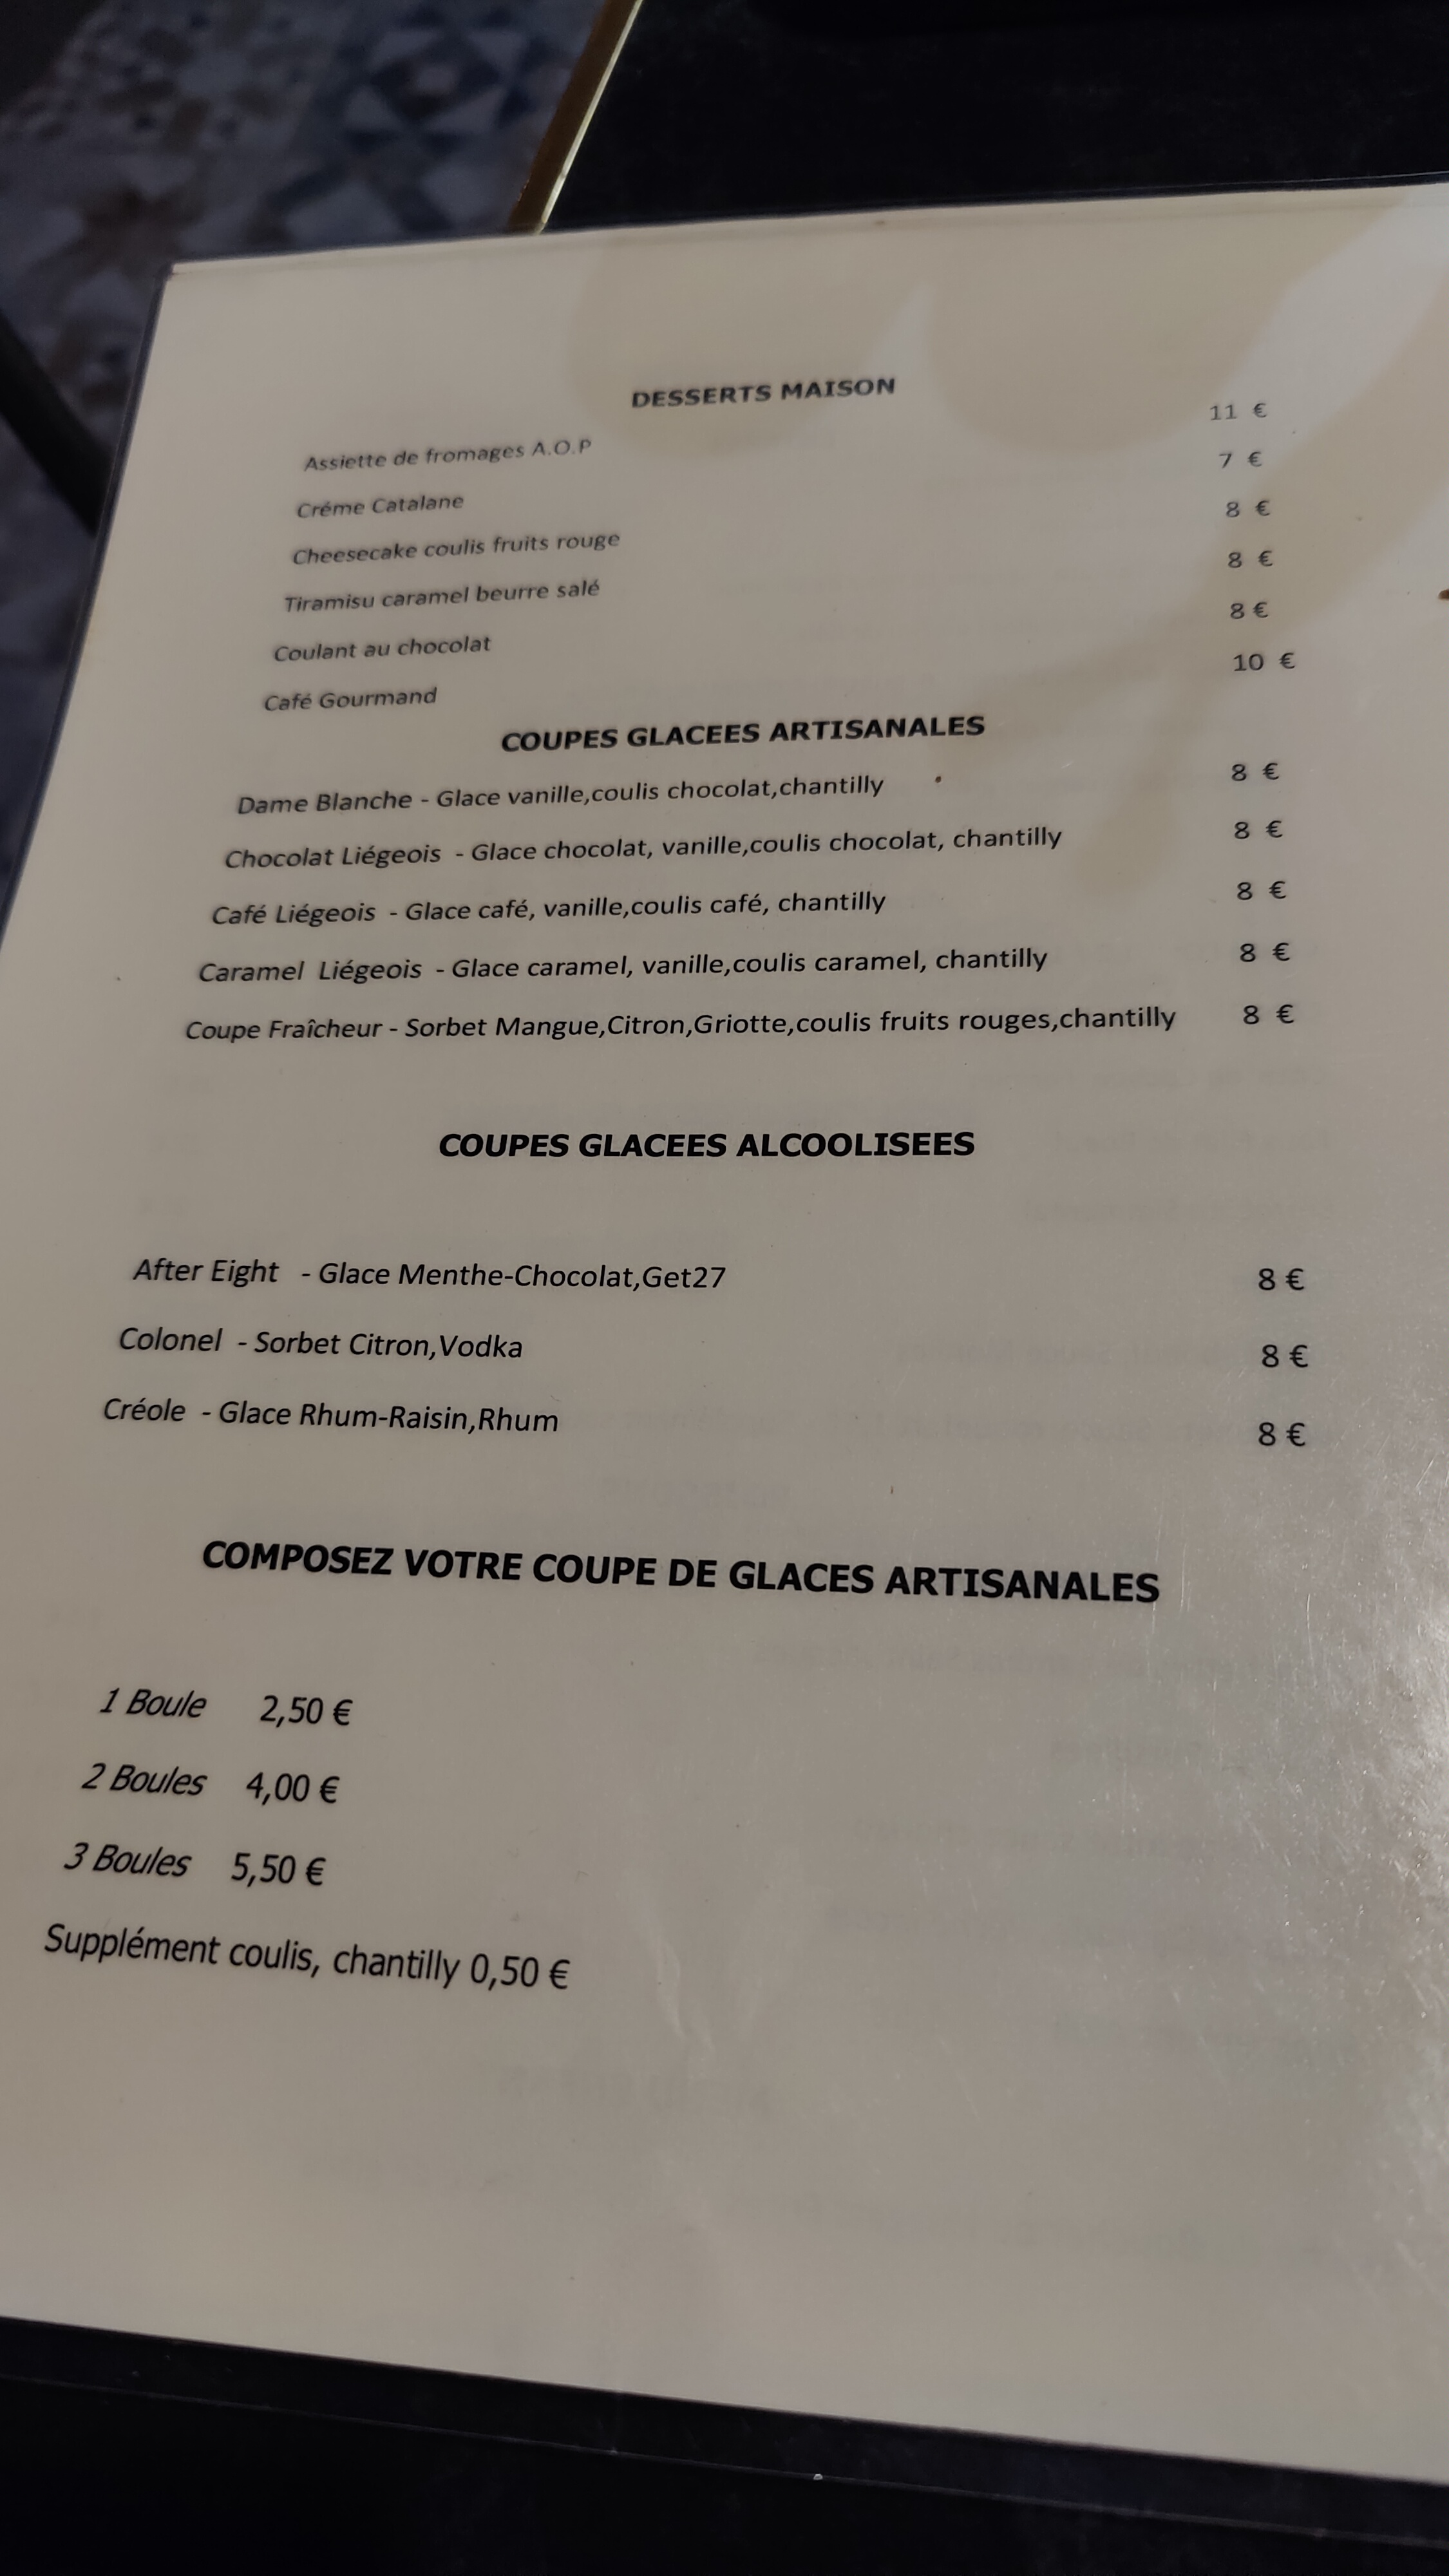 DESSERTS MAISON
Assiette de fromages A.O.P 11 €
Créme Catalane 7 €
Cheesecake coulis fruits rouge 8 €
Tiramisu caramel beurre salé 8 €
Coulant au chocolat 8 €
Café Gourmand 10 €
COUPES GLACEES ARTISANALES
Dame Blanche - Glace vanille,coulis chocolat,chantilly 8 €
Chocolat Liégeois - Glace chocolat, vanille,coulis chocolat, chantilly 8 €
Café Liégeois - Glace café, vanille,coulis café, chantilly 8 €
Caramel Liégeois - Glace caramel, vanille,coulis caramel, chantilly 8 €
Coupe Fraîcheur - Sorbet Mangue,Citron,Griotte,coulis fruits rouges,chantilly 8 €
COUPES GLACEES ALCOOLISEES
After Eight - Glace Menthe-Chocolat,Get27 8 €
Colonel - Sorbet Citron,Vodka 8 €
Créole - Glace Rhum-Raisin,Rhum 8 €
COMPOSEZ VOTRE COUPE DE GLACES ARTISANALES
1 Boule 2,50 €
2 Boules 4,00 €
3 Boules 5,50 €
Supplément coulis, chantilly 0,50 €